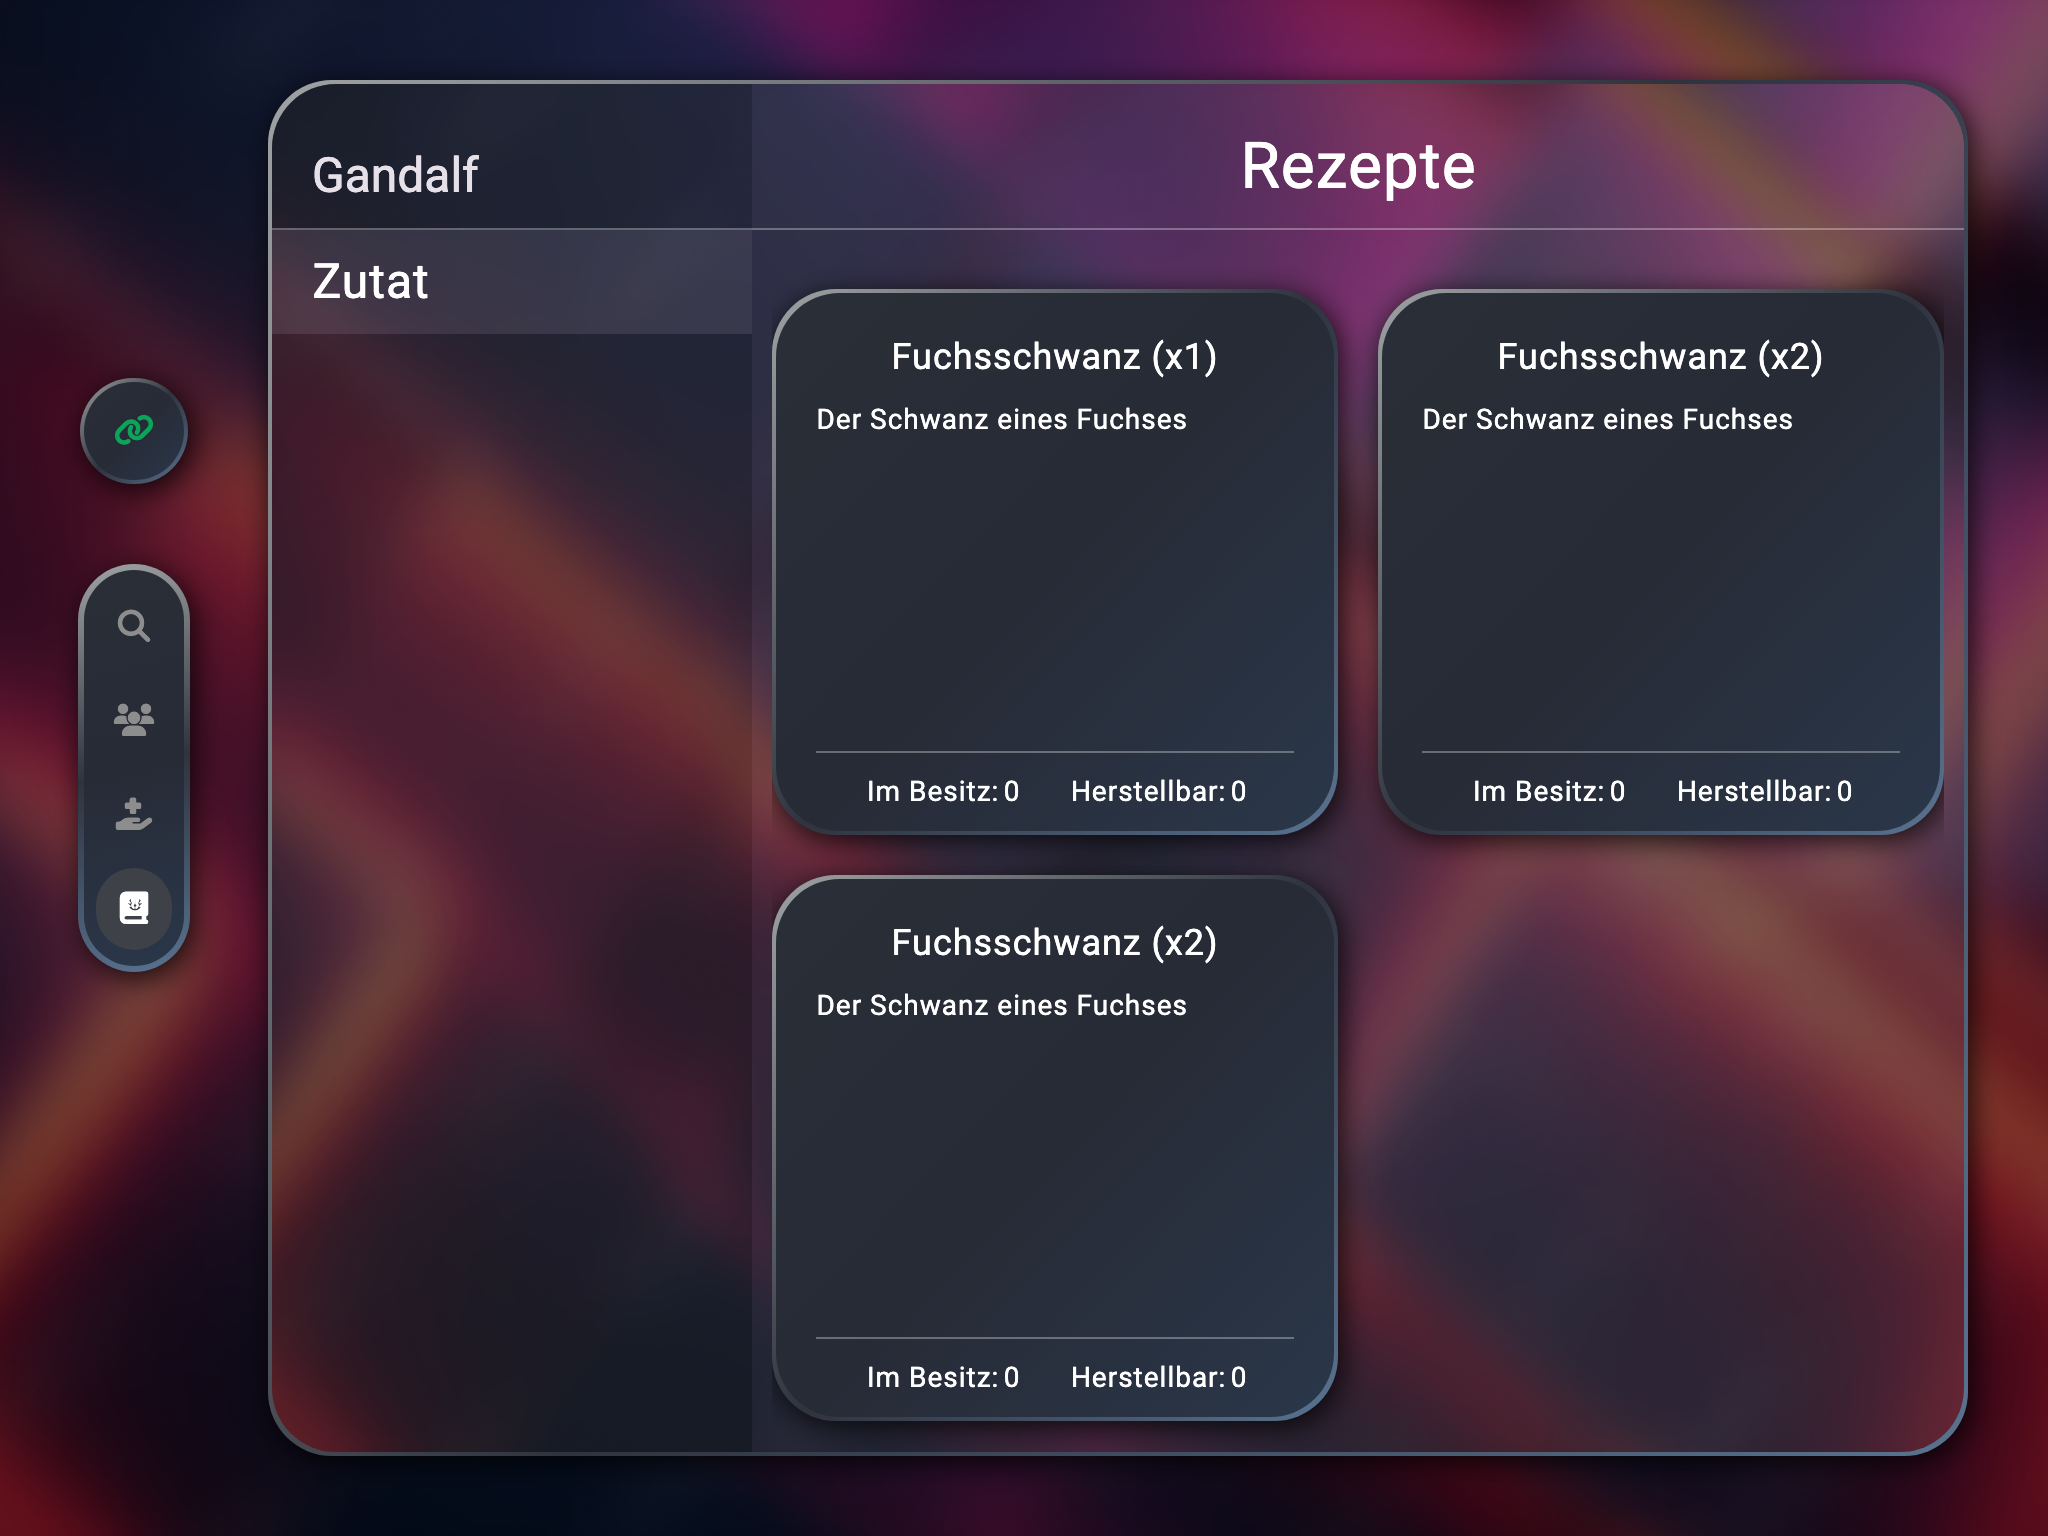 Gandalf
Rezepte
Zutat
Fuchsschwanz (x1)
Der Schwanz eines Fuchses
Im Besitz: 0 Herstellbar: 0
Fuchsschwanz (x2)
Der Schwanz eines Fuchses
Im Besitz: 0 Herstellbar: 0
Fuchsschwanz (x2)
Der Schwanz eines Fuchses
Im Besitz: 0 Herstellbar: 0